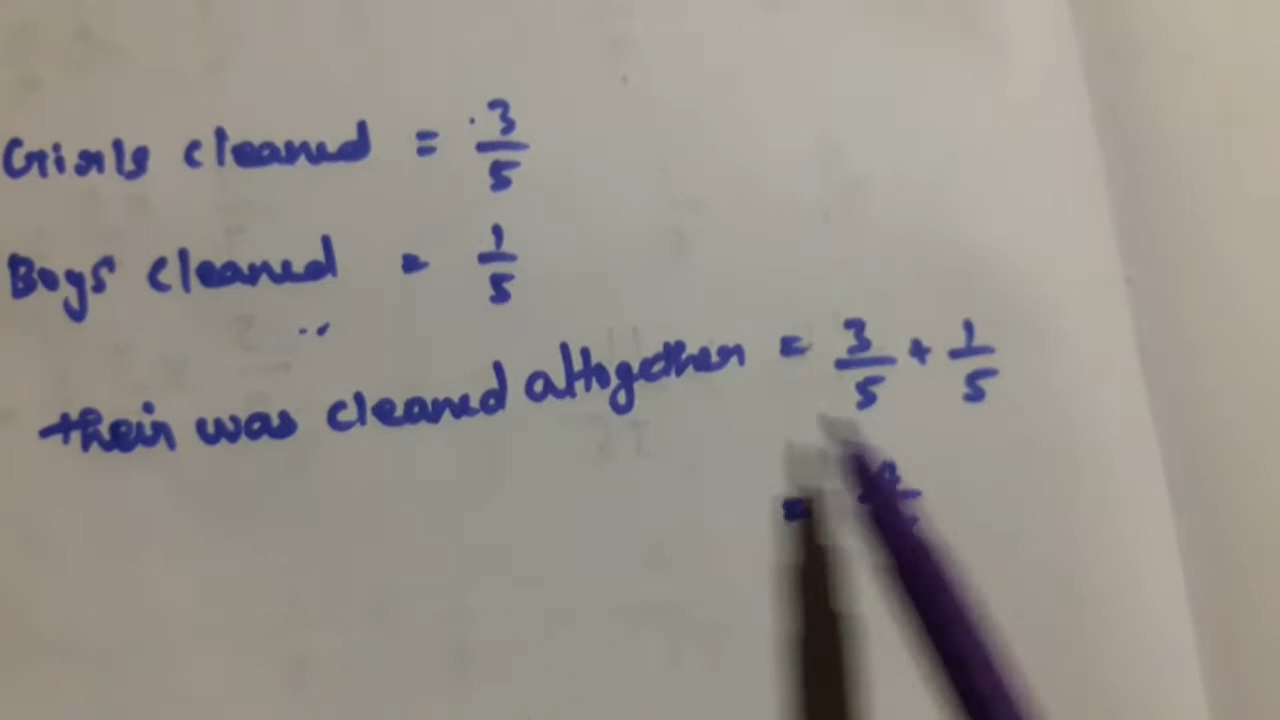 Girls cleaned = 3/5
Boys cleaned = 1/5
their was cleaned altogether = 3/5 + 1/5
=